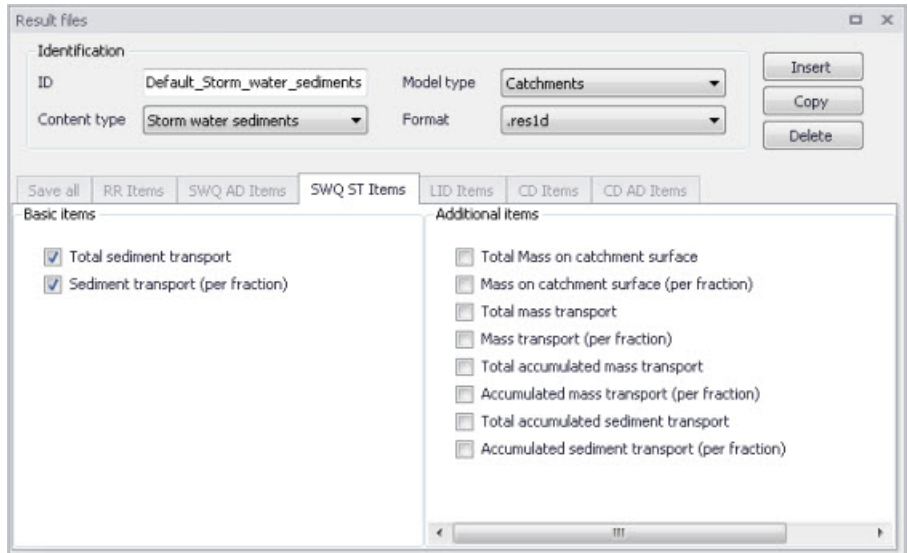 Result files
Identification
ID Default_Storm_water_sediments Model type Catchments Insert
Content type Storm water sediments Format .res1d Copy
Delete
Save all RR Items SWQ AD Items SWQ ST Items LID Items CD Items CD AD Items
Basic items
Total sediment transport
Sediment transport (per fraction)
Additional items
Total Mass on catchment surface
Mass on catchment surface (per fraction)
Total mass transport
Mass transport (per fraction)
Total accumulated mass transport
Accumulated mass transport (per fraction)
Total accumulated sediment transport
Accumulated sediment transport (per fraction)